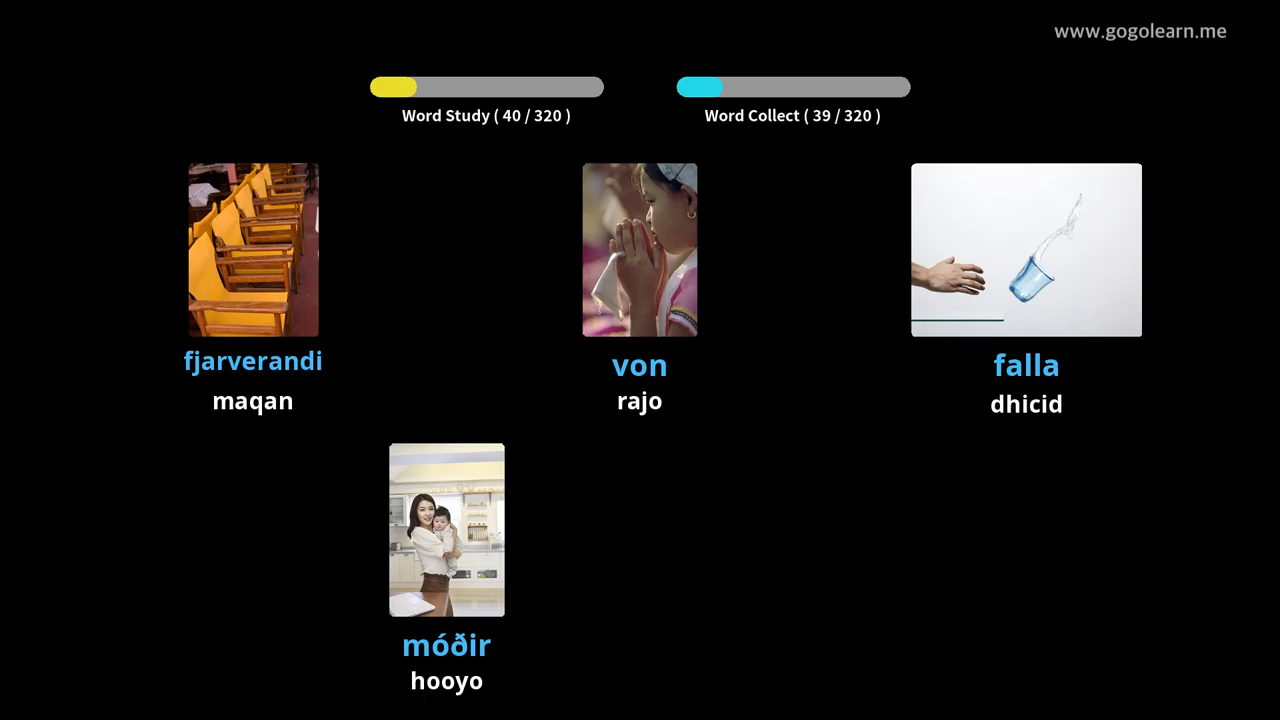 www.gogolearn.me
Word Study ( 40 / 320 )
Word Collect ( 39 / 320 )
fjarverandi
maqan
von
rajo
falla
dhicid
móðir
hooyo